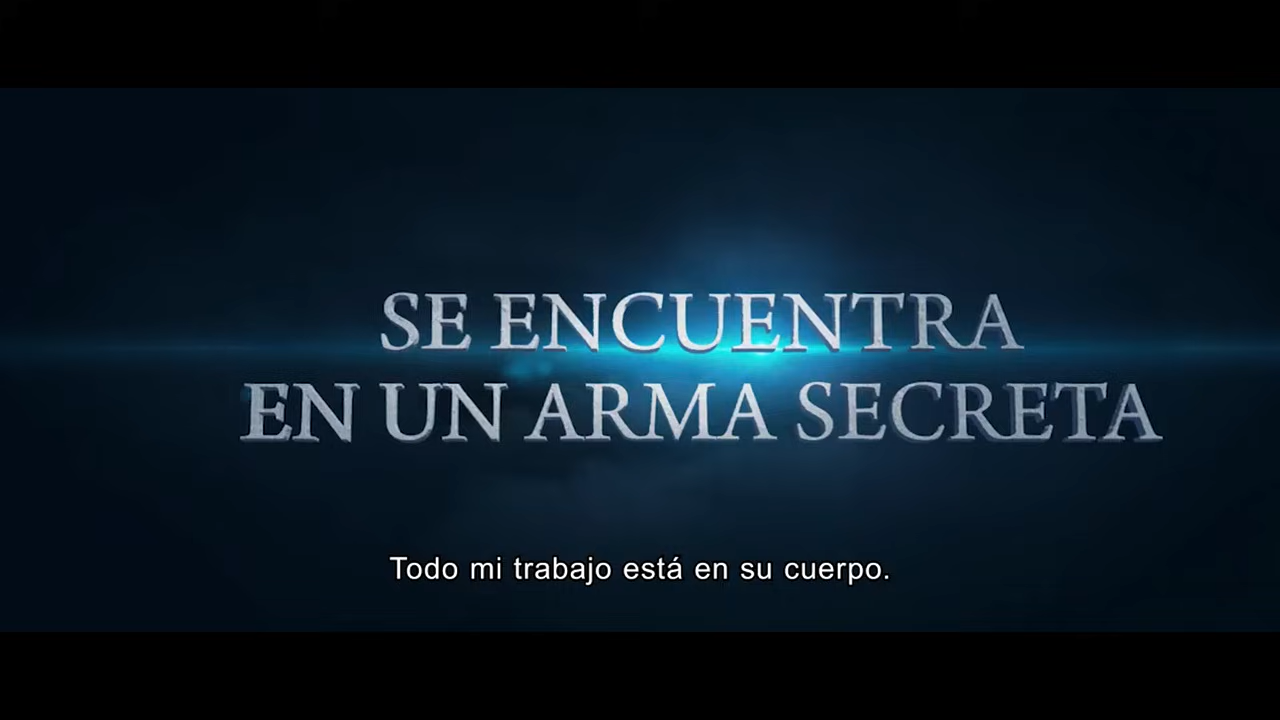 SE ENCUENTRA
EN UN ARMA SECRETA
Todo mi trabajo está en su cuerpo.